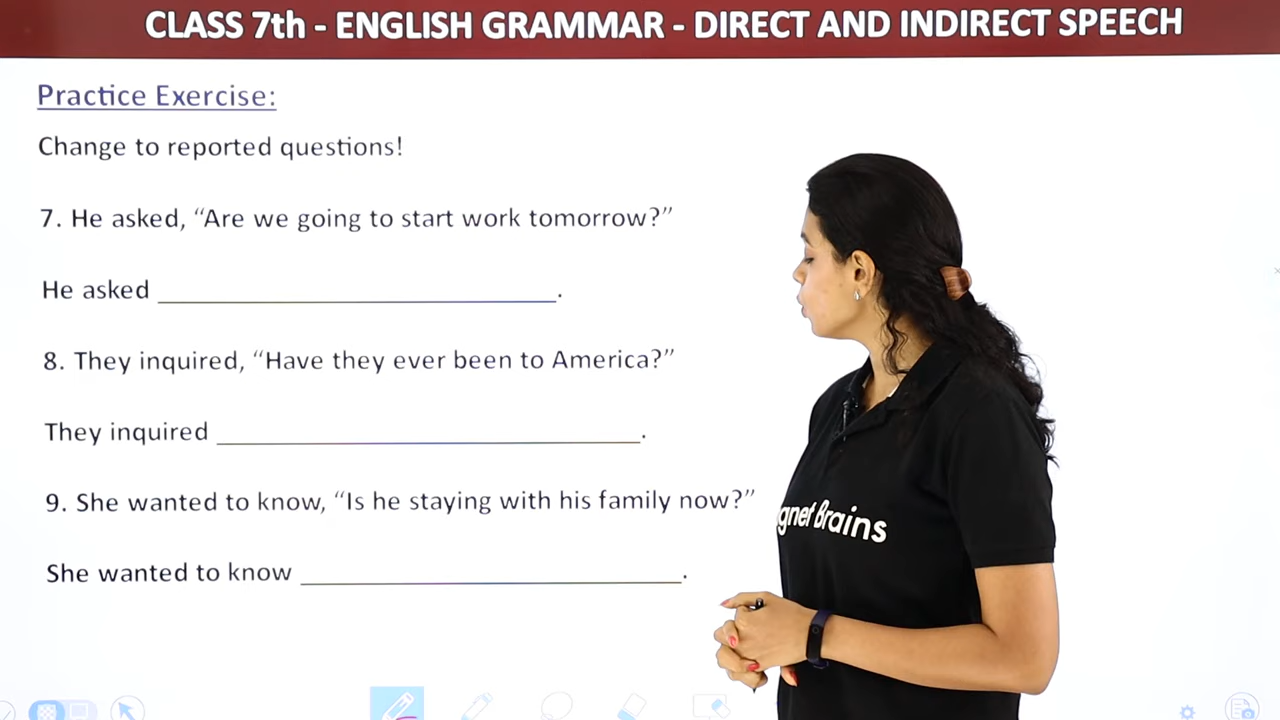 CLASS 7th - ENGLISH GRAMMAR - DIRECT AND INDIRECT SPEECH
Practice Exercise:
Change to reported questions!
7. He asked, “Are we going to start work tomorrow?”
He asked ______________________________.
8. They inquired, “Have they ever been to America?”
They inquired ______________________________.
9. She wanted to know, “Is he staying with his family now?”
She wanted to know ______________________________.
gnet Brains